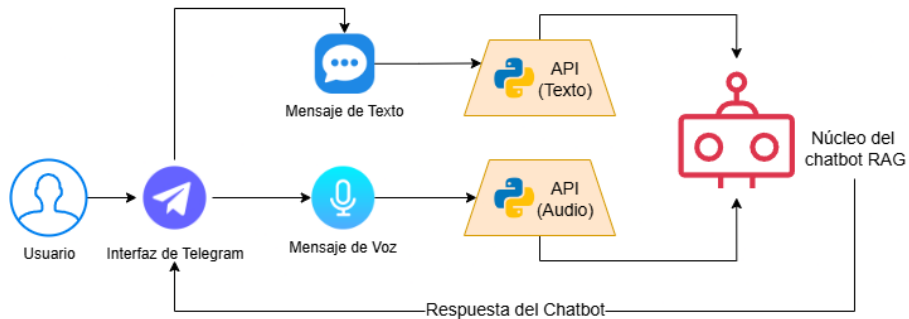 Mensaje de Texto
API
(Texto)
Núcleo del
chatbot RAG
Usuario
Interfaz de Telegram
Mensaje de Voz
API
(Audio)
Respuesta del Chatbot